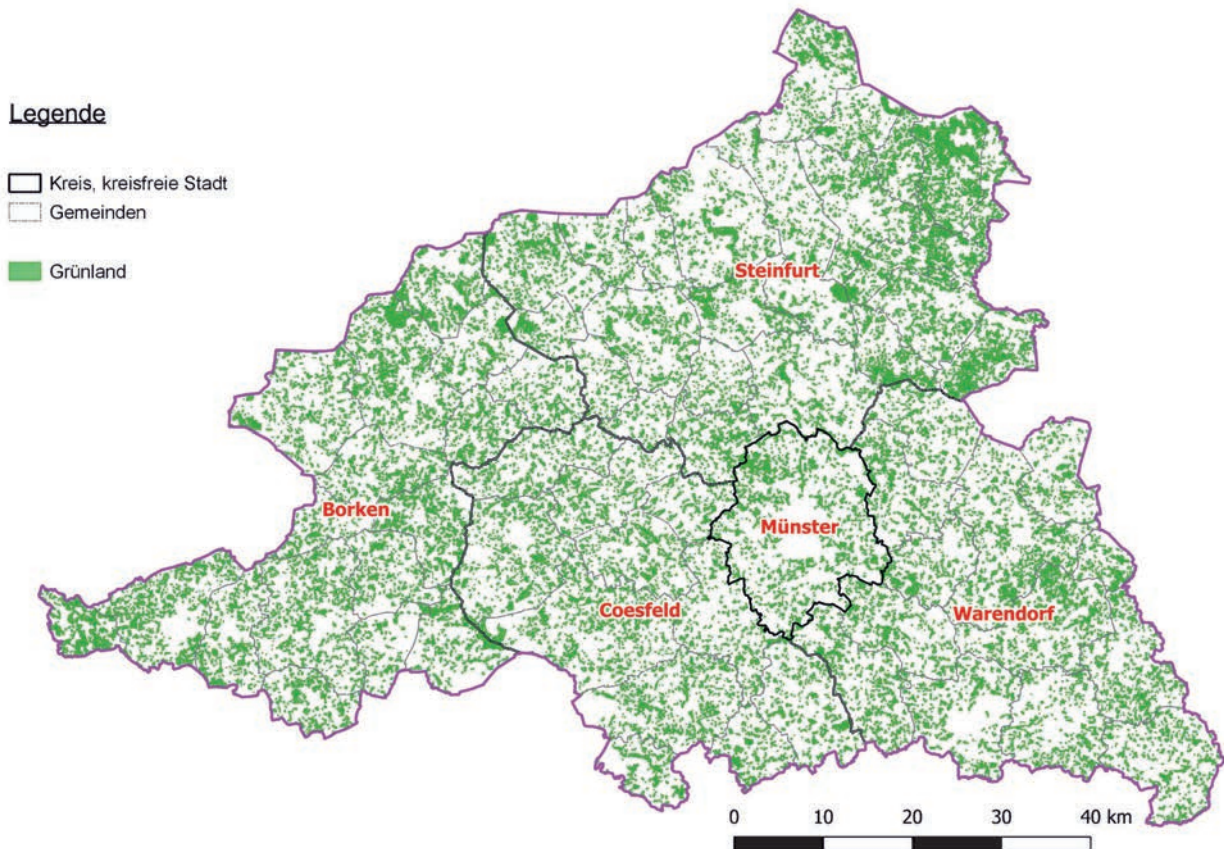 Legende
Kreis, kreisfreie Stadt
Gemeinden
Grünland
Steinfurt
Borken
Münster
Coesfeld
Warendorf
0 10 20 30 40 km